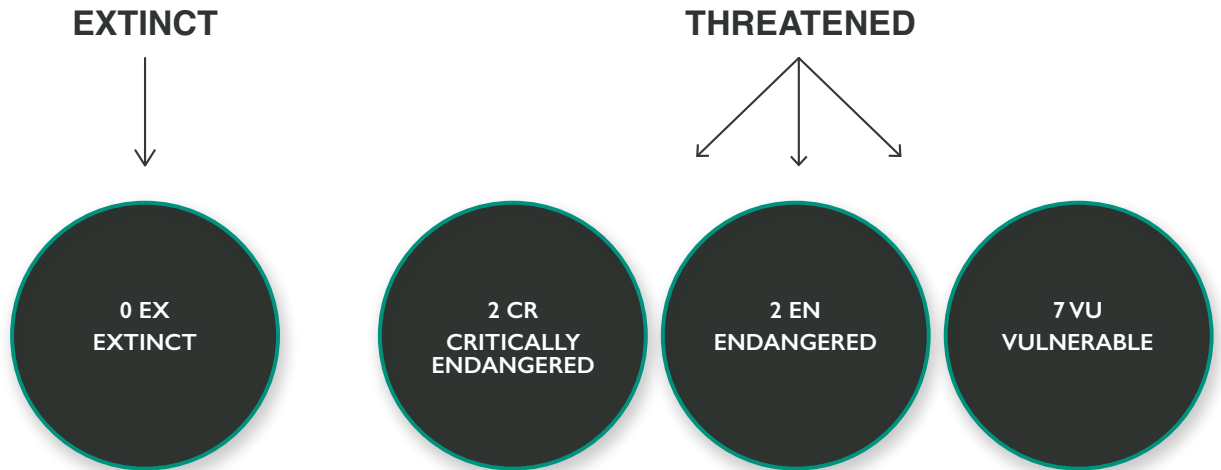 EXTINCT
THREATENED
0 EX
EXTINCT
2 CR
CRITICALLY
ENDANGERED
2 EN
ENDANGERED
7 VU
VULNERABLE